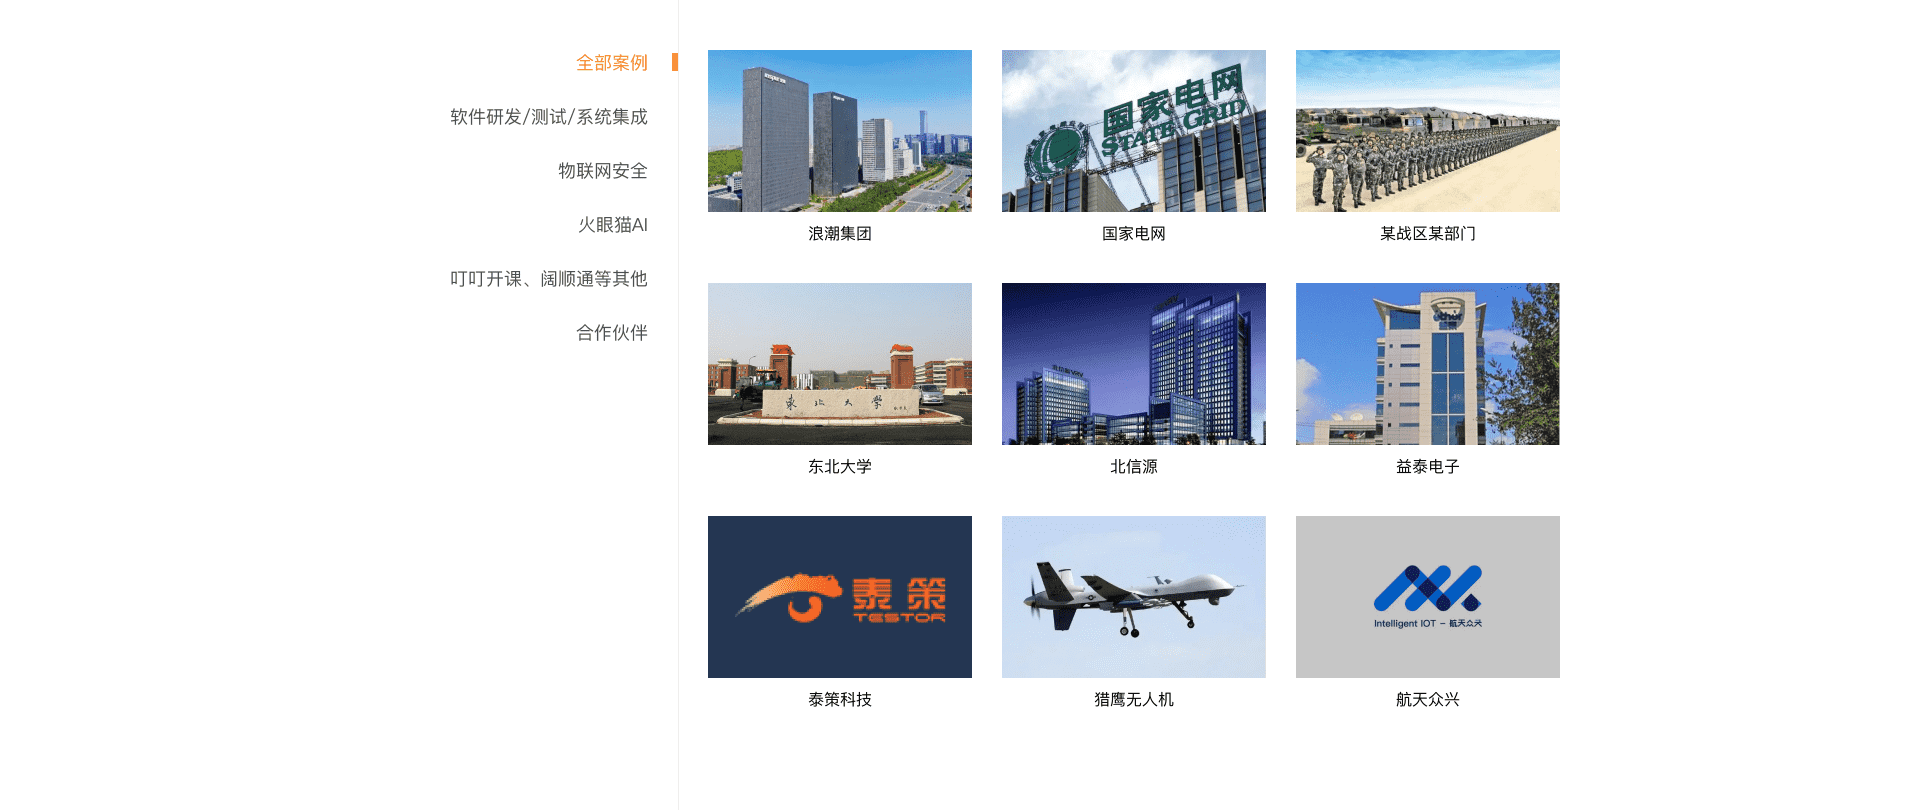 全部案例
软件研发/测试/系统集成
物联网安全
火眼猫AI
叮叮开课、阔顺通等其他
合作伙伴
inspur
国家电网
STATE GRID
浪潮集团
国家电网
某战区某部门
東北大学
东北大学
北信源
益泰电子
泰策
TESTOR
Intelligent IOT - 航天众兴
泰策科技
猎鹰无人机
航天众兴